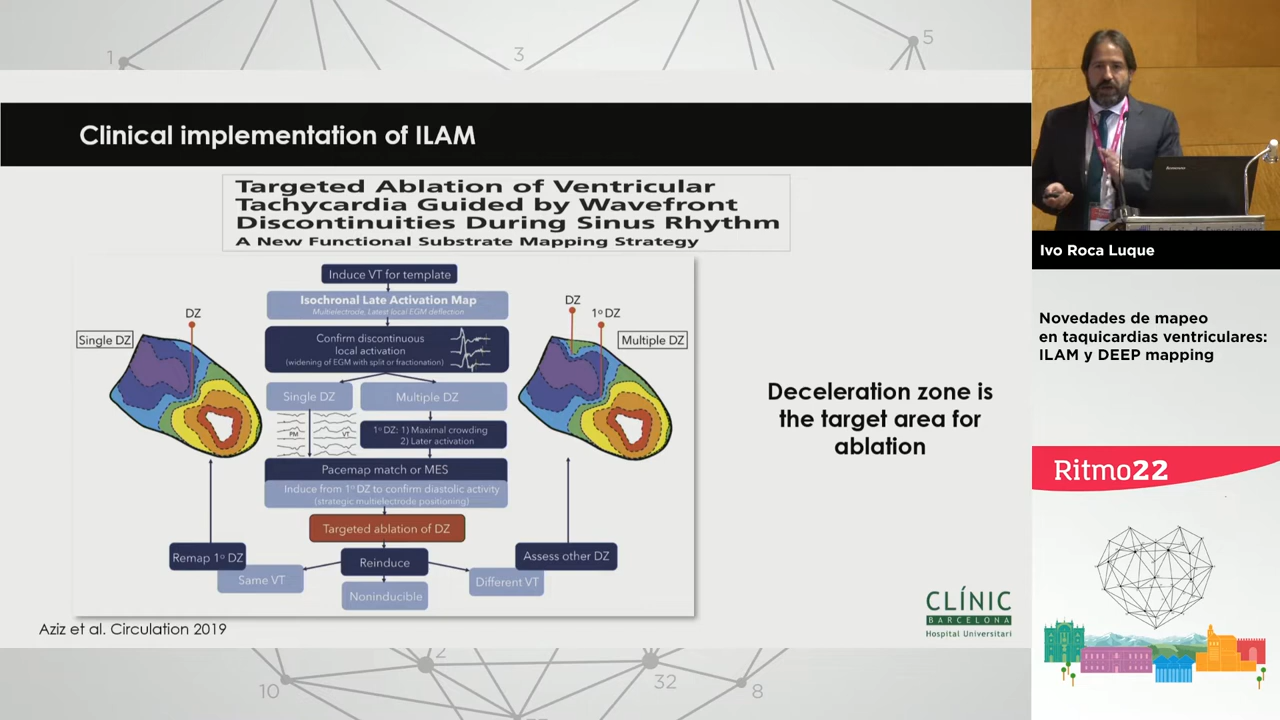 1
3
5
Clinical implementation of ILAM
Targeted Ablation of Ventricular
Tachycardia Guided by Wavefront
Discontinuities During Sinus Rhythm
A New Functional Substrate Mapping Strategy
Induce VT for template
Isochronal Late Activation Map
Multielectrode, Latest local EGM deflection
Confirm discontinuous
local activation
(widening of EGM with split or fractionation)
DZ
Single DZ
DZ
1º DZ
Multiple DZ
Single DZ
Multiple DZ
PM
VT
1º DZ: 1) Maximal crowding
2) Later activation
Pacemap match or MES
Induce from 1º DZ to confirm diastolic activity
(strategic multielectrode positioning)
Targeted ablation of DZ
Remap 1º DZ
Reinduce
Assess other DZ
Same VT
Different VT
Noninducible
Deceleration zone is
the target area for
ablation
Aziz et al. Circulation 2019
CLÍNIC
BARCELONA
Hospital Universitari
10
2
32
8
Lenovo
Ivo Roca Luque
Novedades de mapeo
en taquicardias ventriculares:
ILAM y DEEP mapping
Ritmo22